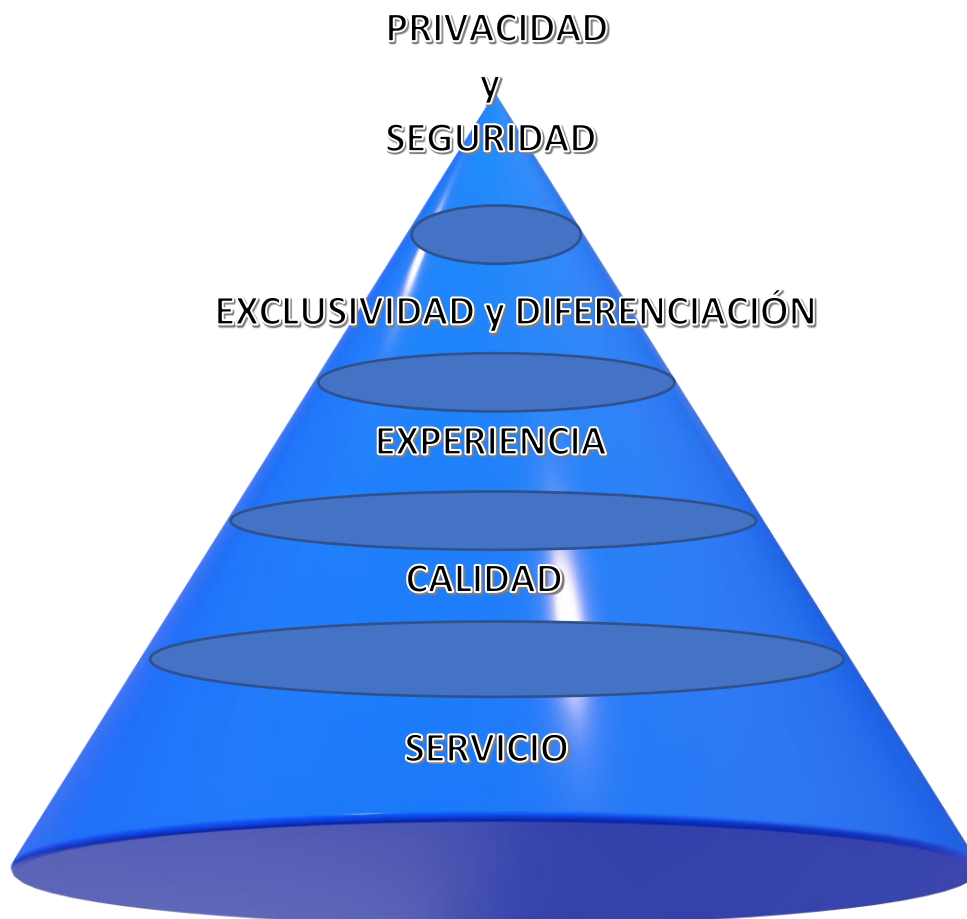 PRIVACIDAD
y
SEGURIDAD
EXCLUSIVIDAD y DIFERENCIACIÓN
EXPERIENCIA
CALIDAD
SERVICIO